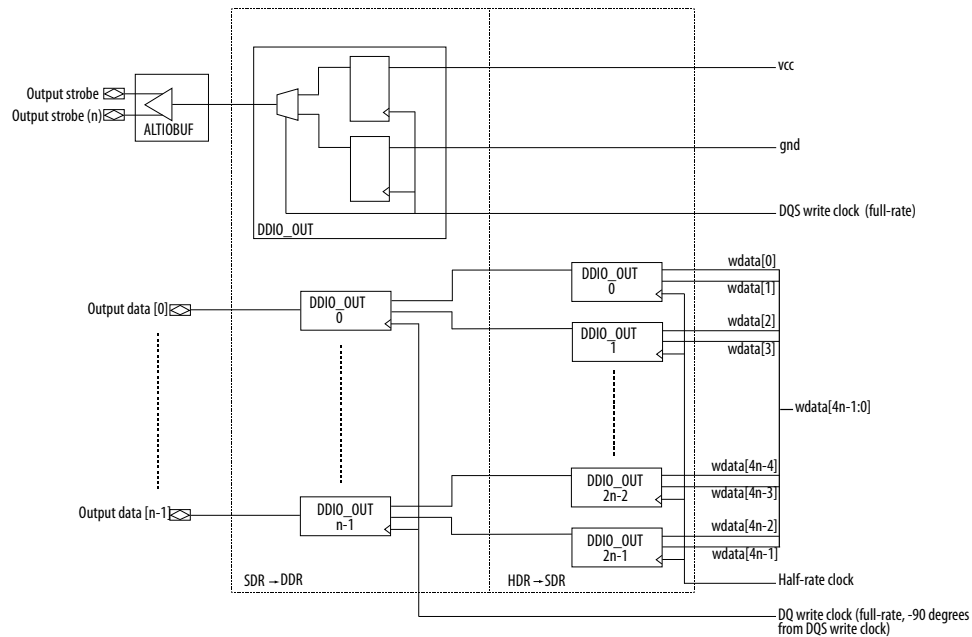 vcc
Output strobe
Output strobe (n)
ALTIOBUF
gnd
DQS write clock (full-rate)
DDIO_OUT
wdata[0]
DDIO_OUT
0
wdata[1]
Output data [0]
DDIO_OUT
0
wdata[2]
DDIO_OUT
1
wdata[3]
wdata[4n-1:0]
wdata[4n-4]
DDIO_OUT
2n-2
wdata[4n-3]
Output data [n-1]
DDIO_OUT
n-1
wdata[4n-2]
DDIO_OUT
2n-1
wdata[4n-1]
SDR → DDR
HDR → SDR
Half-rate clock
DQ write clock (full-rate, -90 degrees
from DQS write clock)